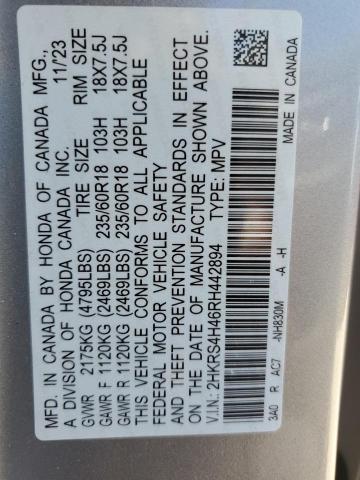 MFD. IN CANADA BY HONDA OF CANADA MFG.,
A DIVISION OF HONDA CANADA INC. 11/'23
GVWR 2175KG (4795LBS) TIRE SIZE RIM SIZE
GAWR F 1120KG (2469LBS) 235/60R18 103H 18X7.5J
GAWR R 1120KG (2469LBS) 235/60R18 103H 18X7.5J
THIS VEHICLE CONFORMS TO ALL APPLICABLE
FEDERAL MOTOR VEHICLE SAFETY
AND THEFT PREVENTION STANDARDS IN EFFECT
ON THE DATE OF MANUFACTURE SHOWN ABOVE.
V.I.N.: 2HKRS4H46RH442894 MPV
3A0 R AC7 -NH830M -A -H MADE IN CANADA